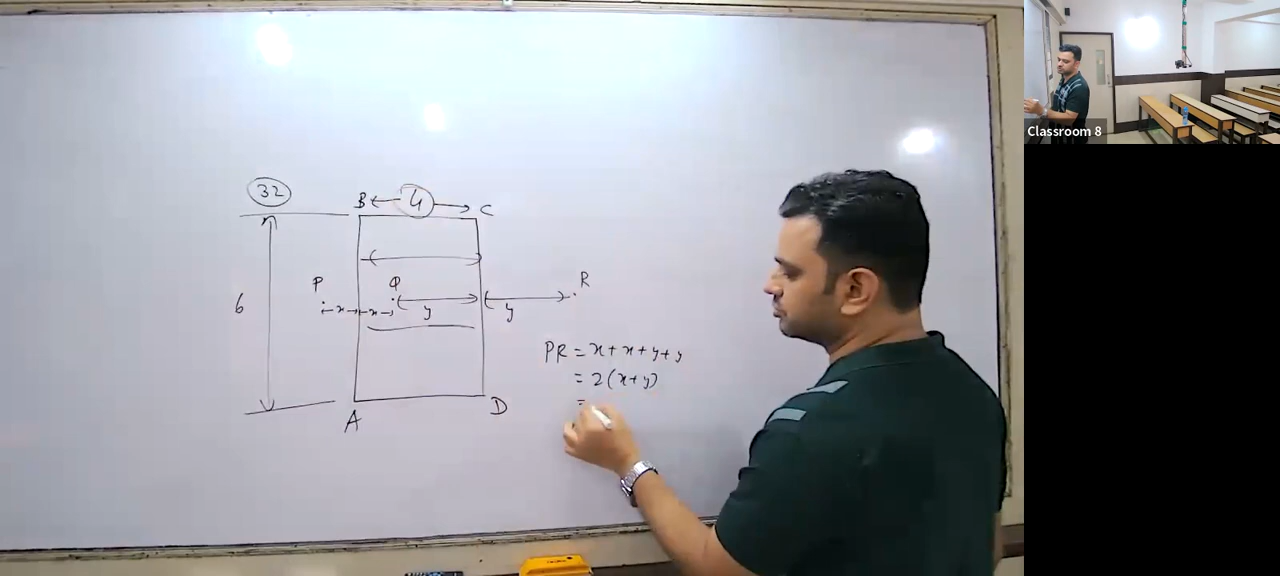 32
B ← 4 → C
P
Q
R
6
x x y y
A
D
PR = x + x + y + y
= 2(x + y)
=
Classroom 8